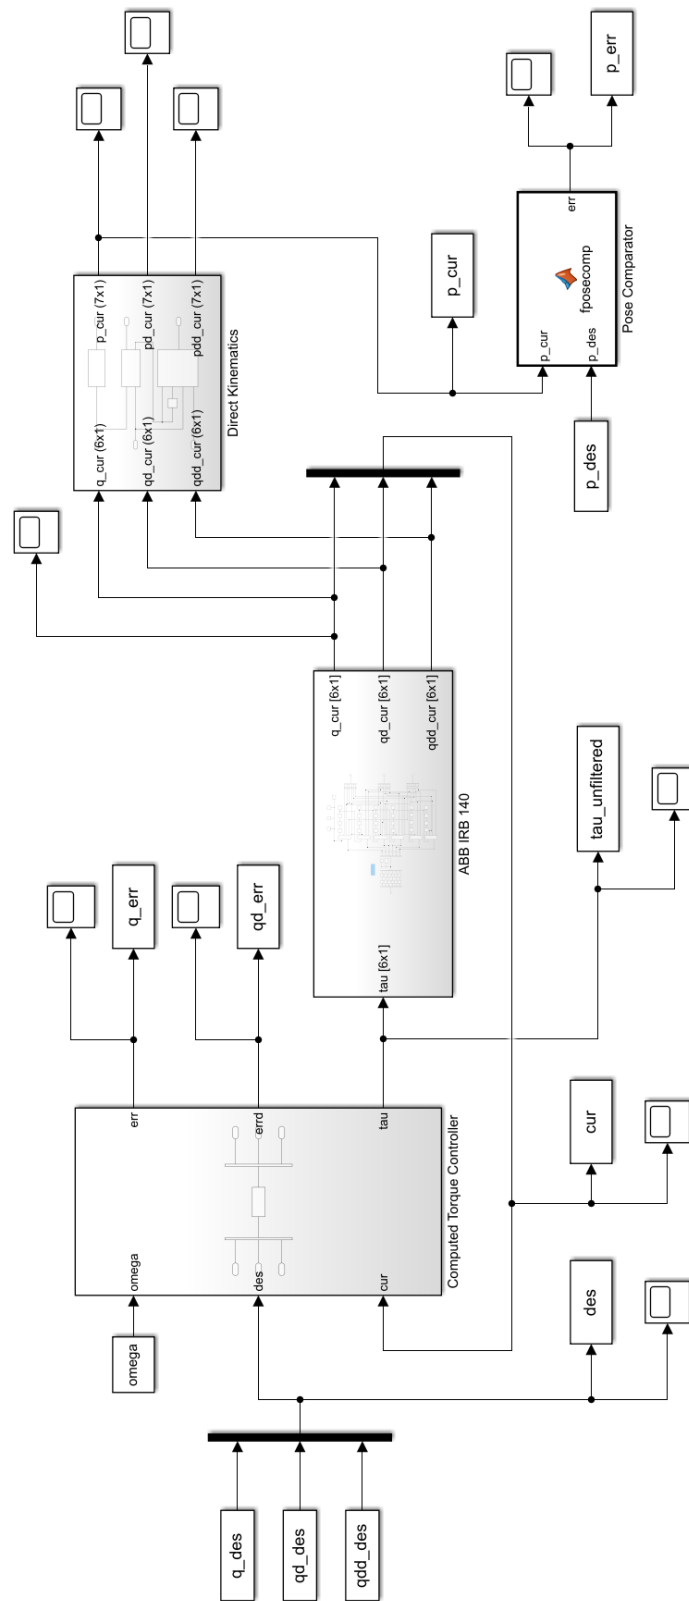 q_des
qd_des
qdd_des
omega
omega
des
cur
err
errd
tau
Computed Torque Controller
q_err
qd_err
des
cur
tau_unfiltered
tau [6x1]
q_cur [6x1]
qd_cur [6x1]
qdd_cur [6x1]
ABB IRB 140
q_cur (6x1)
qd_cur (6x1)
qdd_cur (6x1)
p_cur (7x1)
pd_cur (7x1)
pdd_cur (7x1)
Direct Kinematics
p_cur
p_des
p_cur
p_des
fposecomp
err
Pose Comparator
p_err